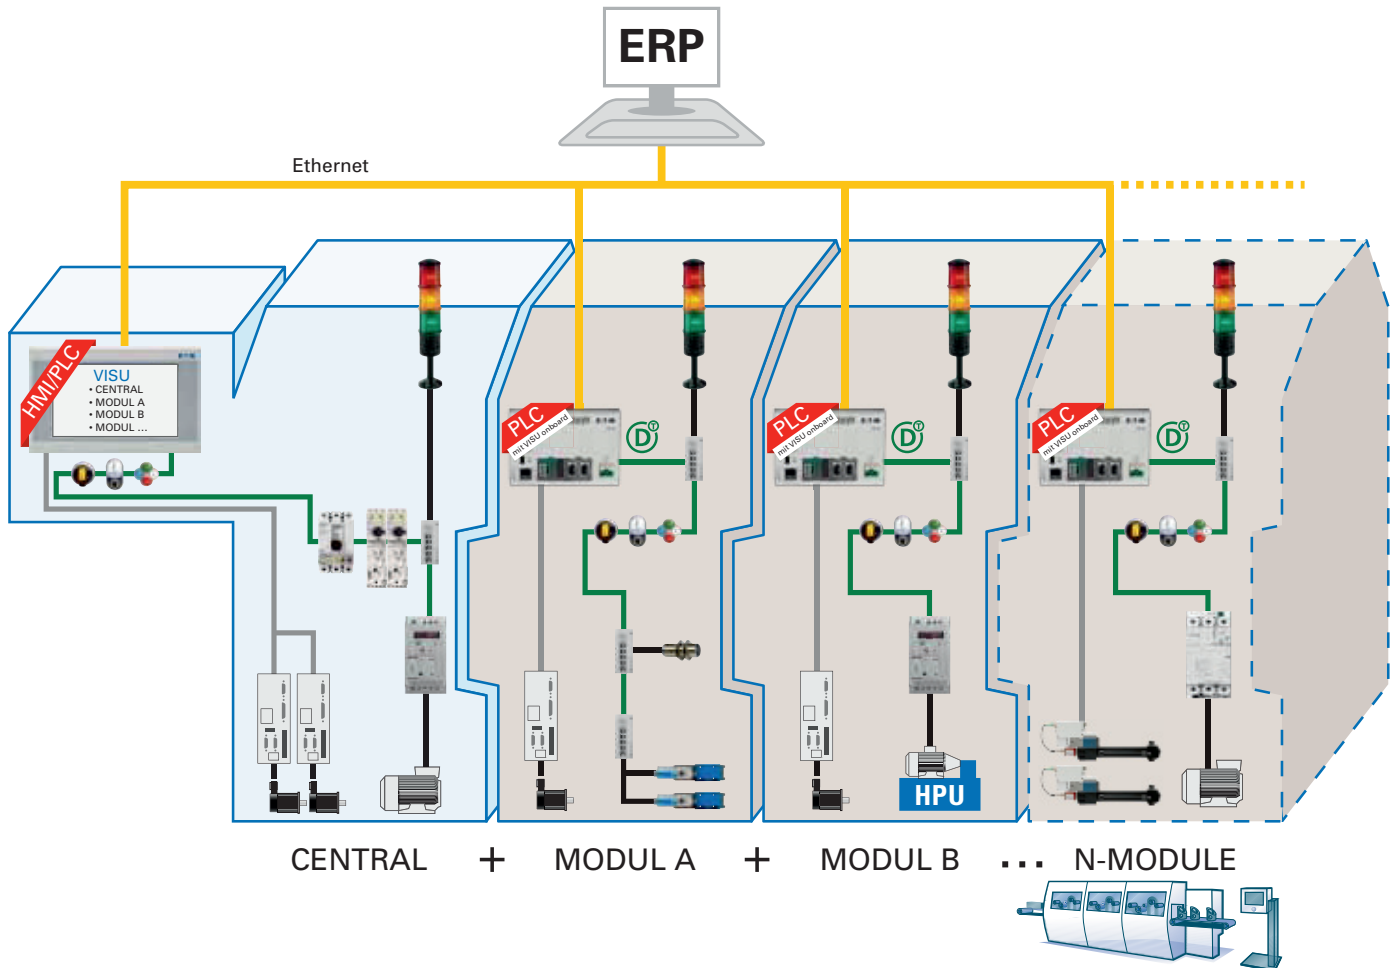 ERP
Ethernet
HMI/PLC
VISU
• CENTRAL
• MODUL A
• MODUL B
• MODUL ...
PLC
mit VISU onboard
D T
PLC
mit VISU onboard
D T
PLC
mit VISU onboard
D T
HPU
CENTRAL + MODUL A + MODUL B ... N-MODULE